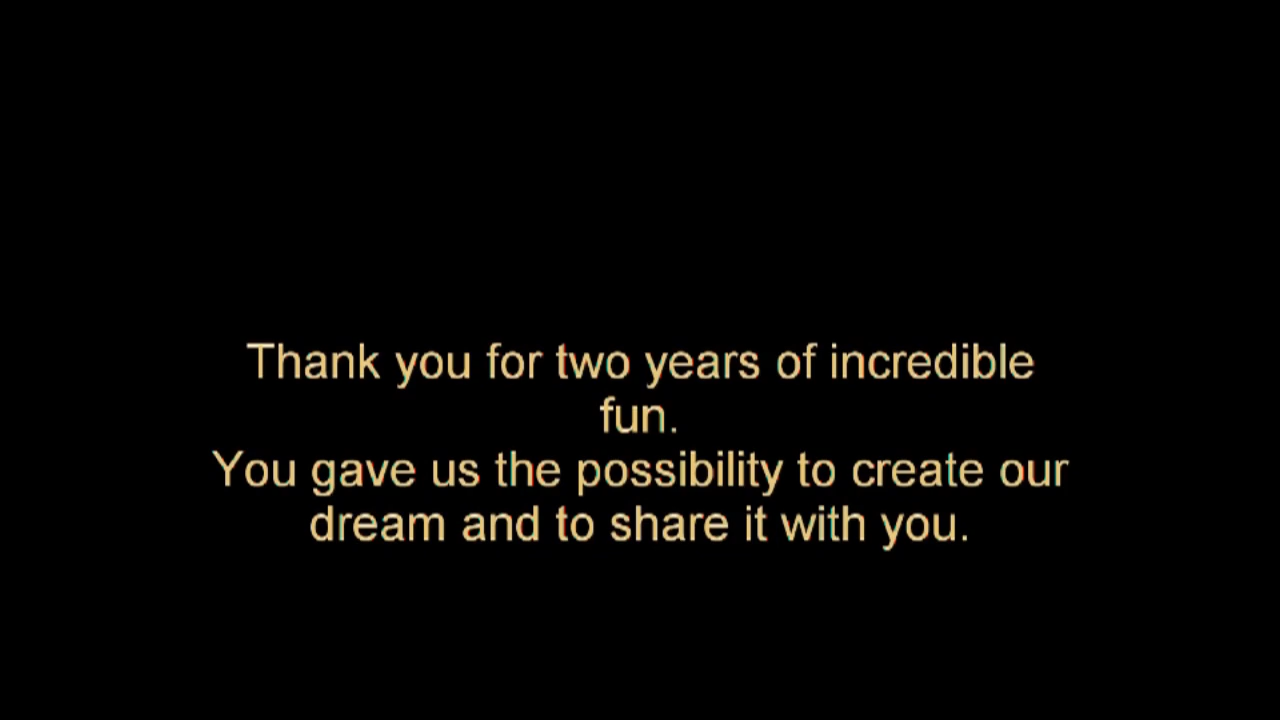 Thank you for two years of incredible
fun.
You gave us the possibility to create our
dream and to share it with you.